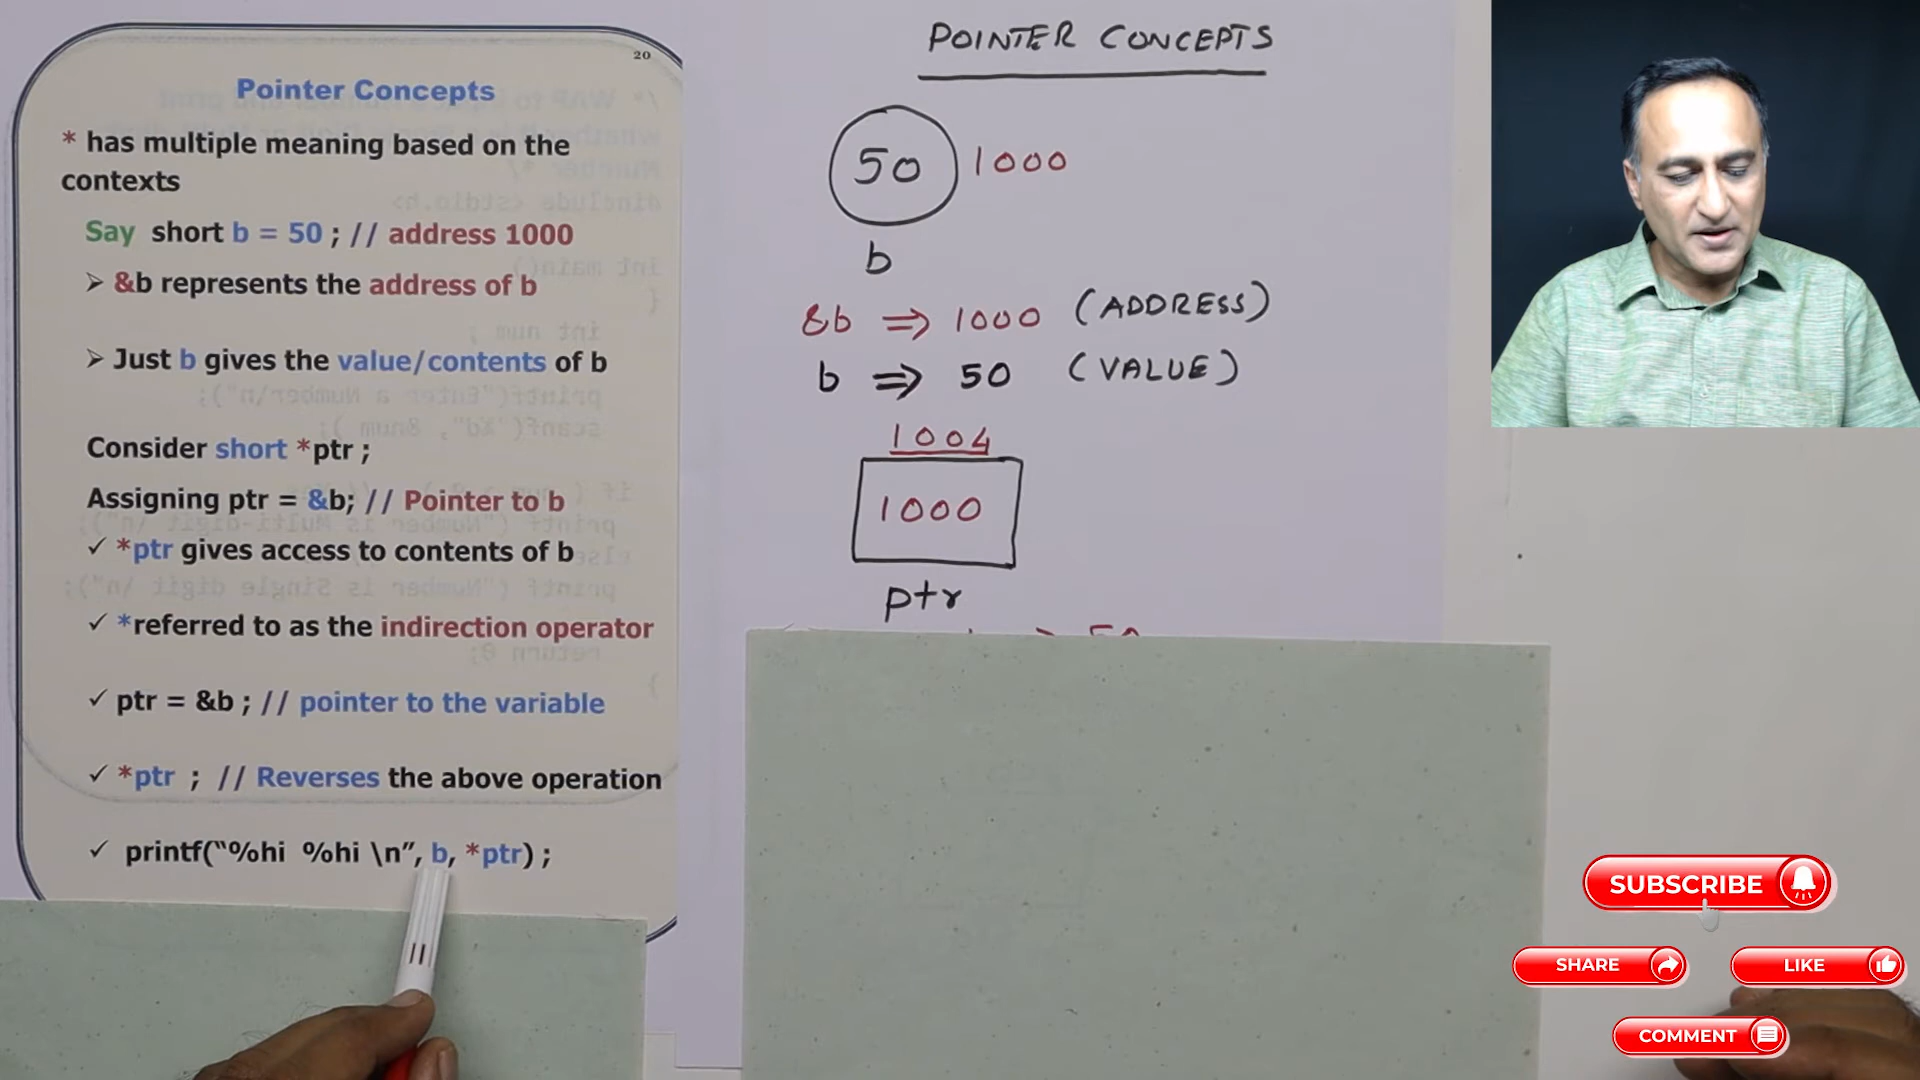 20
Pointer Concepts
* has multiple meaning based on the
contexts
Say short b = 50 ; // address 1000
➢ &b represents the address of b
➢ Just b gives the value/contents of b
Consider short *ptr ;
Assigning ptr = &b; // Pointer to b
✓ *ptr gives access to contents of b
✓ *referred to as the indirection operator
✓ ptr = &b ; // pointer to the variable
✓ *ptr ; // Reverses the above operation
✓ printf("%hi %hi \n", b, *ptr) ;
POINTER CONCEPTS
50 1000
b
&b ⇒ 1000 (ADDRESS)
b ⇒ 50 (VALUE)
1004
1000
ptr
SUBSCRIBE
SHARE
LIKE
COMMENT